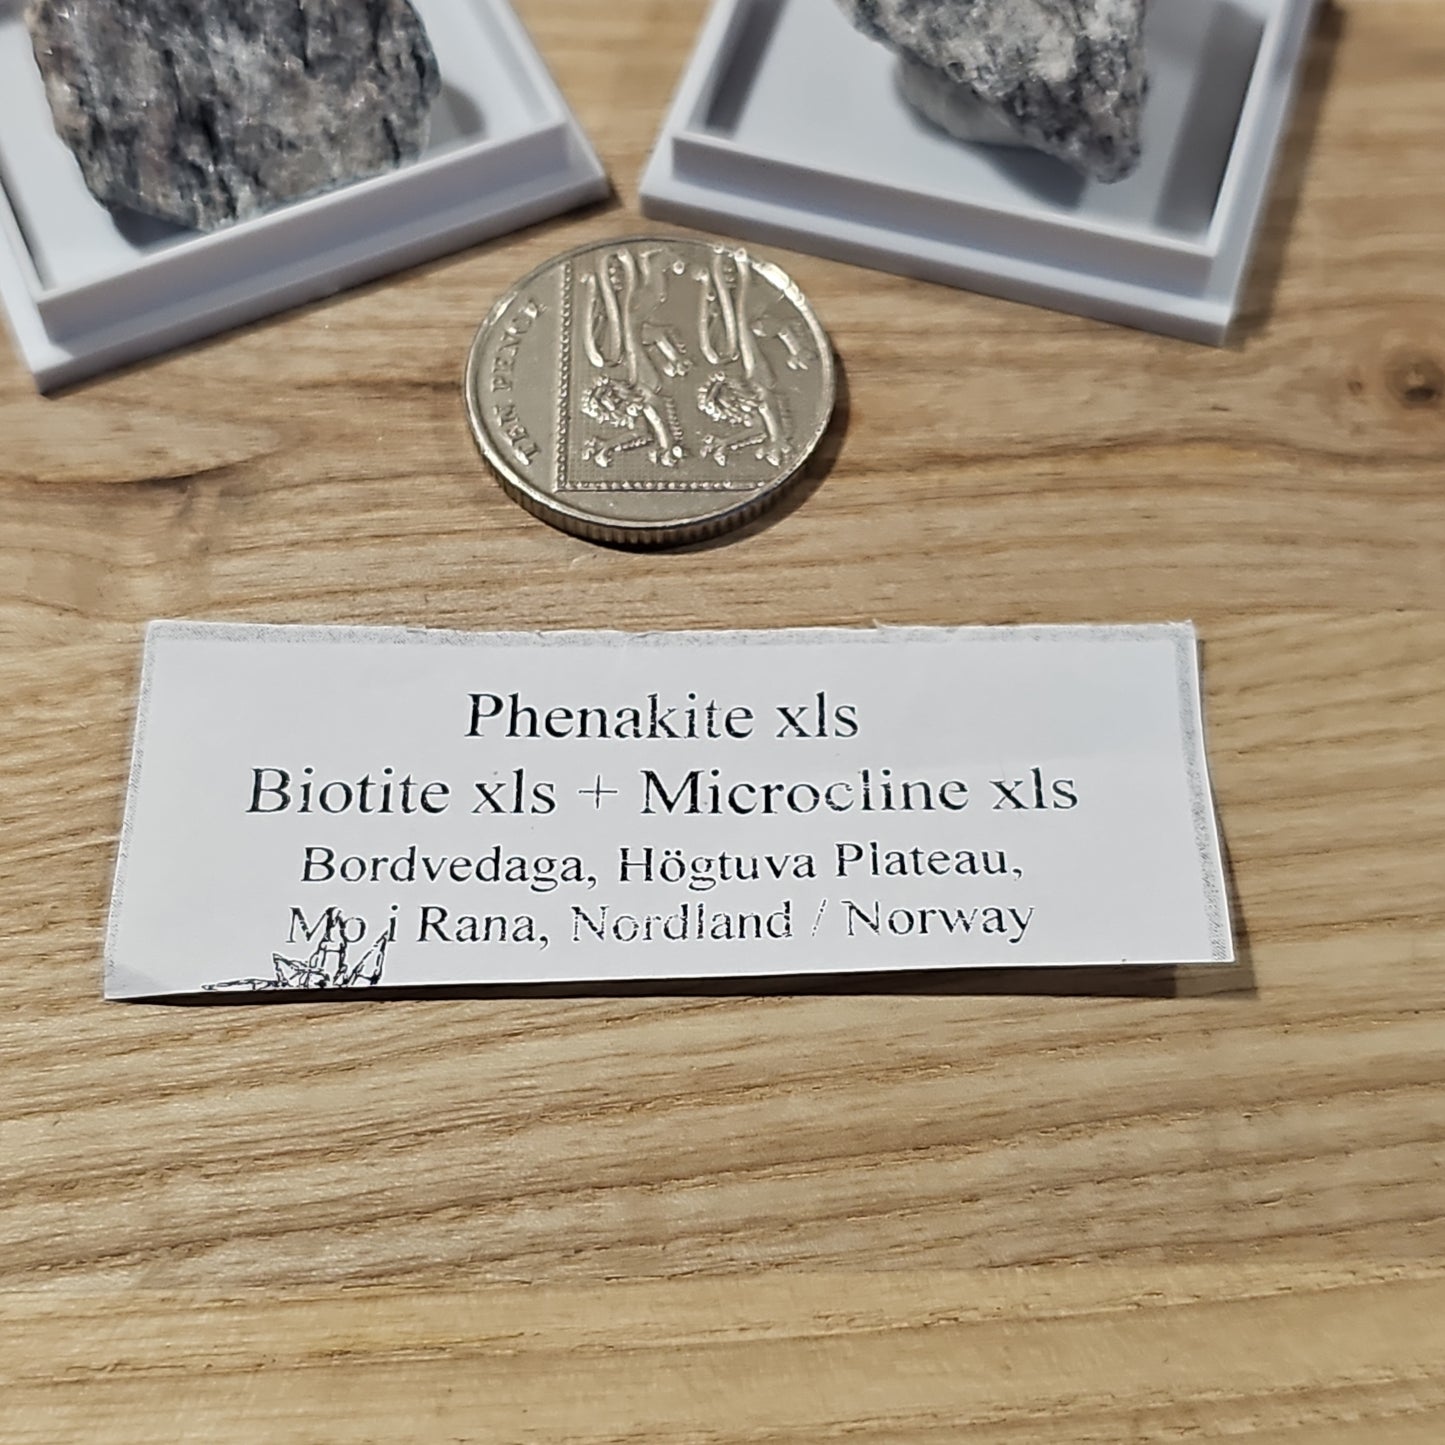 TEN PENCE
Phenakite xls
Biotite xls + Microcline xls
Bordvedaga, Högtuva Plateau,
Mo i Rana, Nordland / Norway